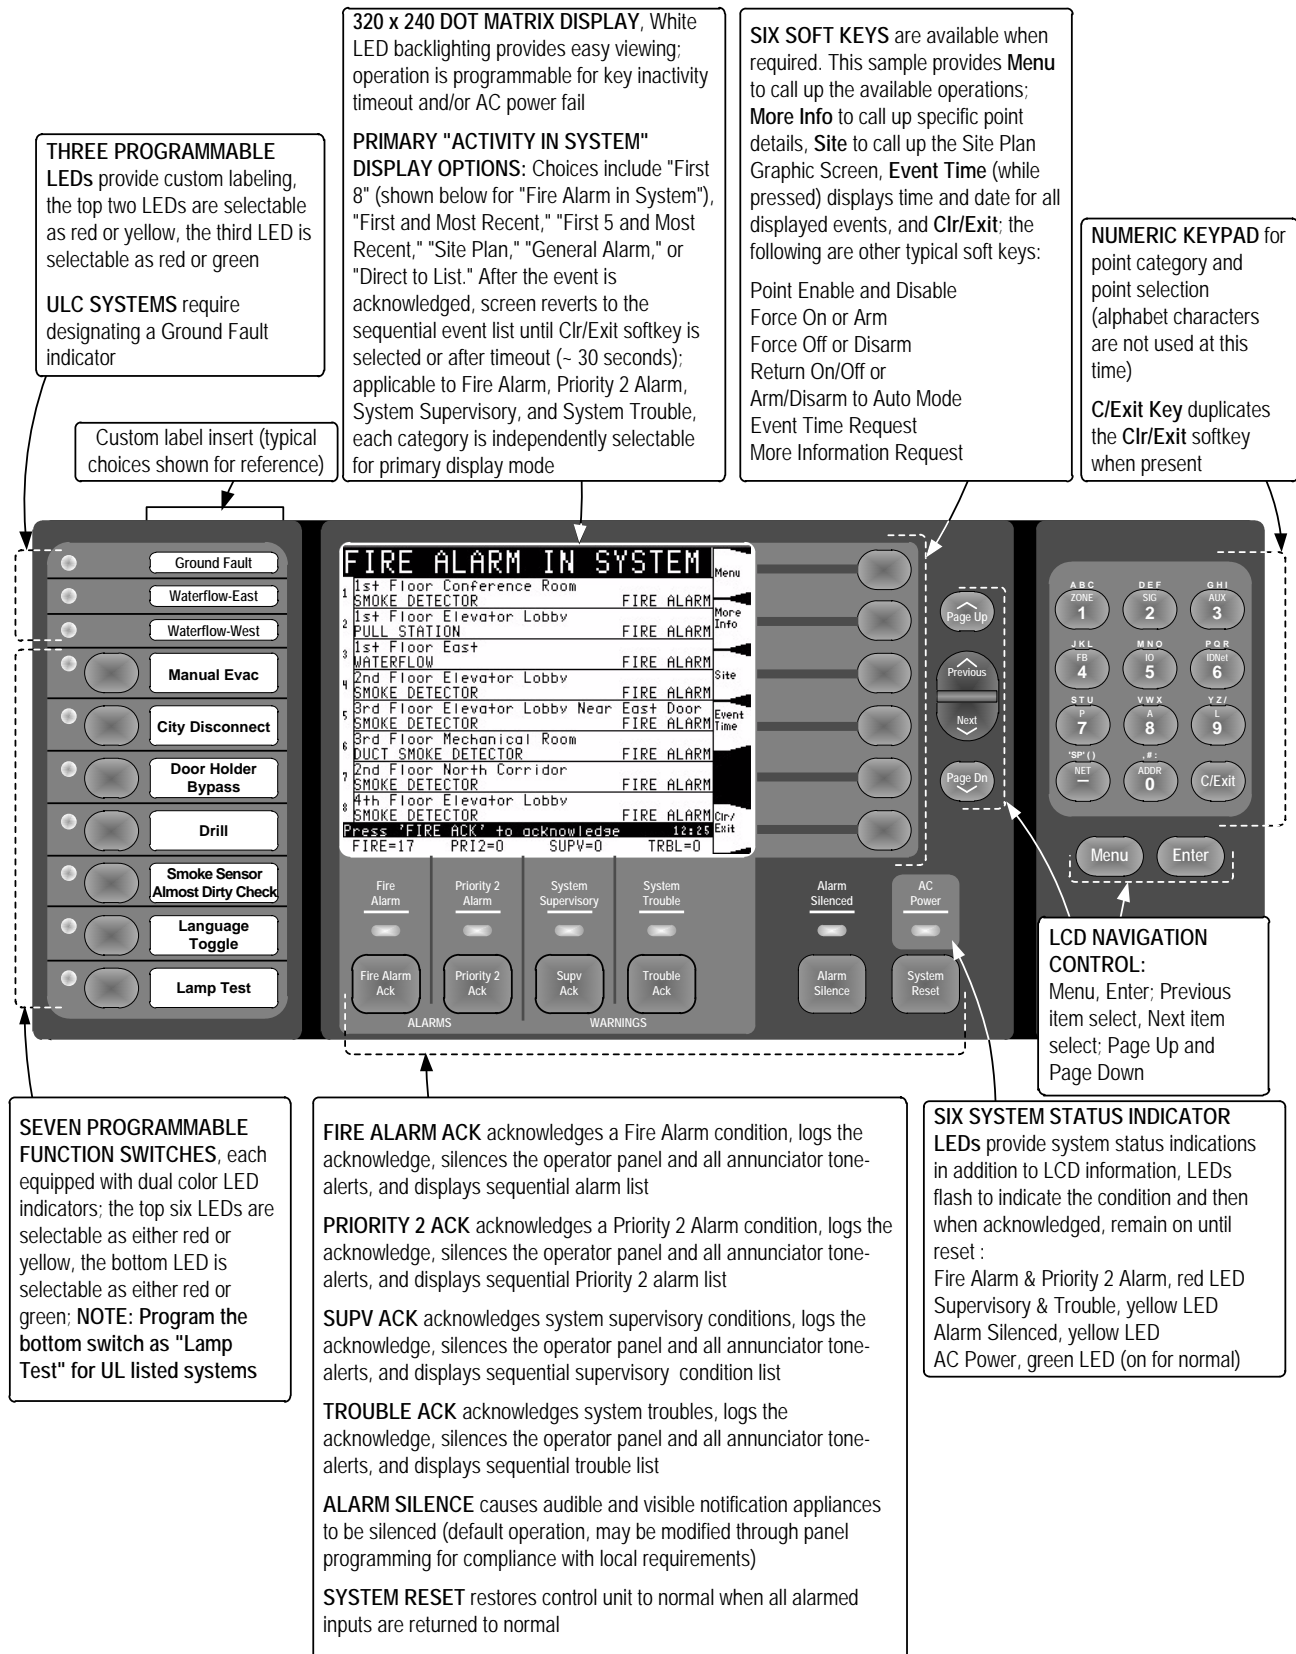 320 x 240 DOT MATRIX DISPLAY, White
LED backlighting provides easy viewing;
operation is programmable for key inactivity
timeout and/or AC power fail
PRIMARY "ACTIVITY IN SYSTEM"
DISPLAY OPTIONS: Choices include "First
8" (shown below for "Fire Alarm in System"),
"First and Most Recent," "First 5 and Most
Recent," "Site Plan," "General Alarm," or
"Direct to List." After the event is
acknowledged, screen reverts to the
sequential event list until Clr/Exit softkey is
selected or after timeout (~ 30 seconds);
applicable to Fire Alarm, Priority 2 Alarm,
System Supervisory, and System Trouble,
each category is independently selectable
for primary display mode
SIX SOFT KEYS are available when
required. This sample provides Menu
to call up the available operations;
More Info to call up specific point
details, Site to call up the Site Plan
Graphic Screen, Event Time (while
pressed) displays time and date for all
displayed events, and Clr/Exit; the
following are other typical soft keys:
Point Enable and Disable
Force On or Arm
Force Off or Disarm
Return On/Off or
Arm/Disarm to Auto Mode
Event Time Request
More Information Request
THREE PROGRAMMABLE
LEDs provide custom labeling,
the top two LEDs are selectable
as red or yellow, the third LED is
selectable as red or green
ULC SYSTEMS require
designating a Ground Fault
indicator
NUMERIC KEYPAD for
point category and
point selection
(alphabet characters
are not used at this
time)
C/Exit Key duplicates
the Clr/Exit softkey
when present
Custom label insert (typical
choices shown for reference)
Ground Fault
Waterflow-East
Waterflow-West
Manual Evac
City Disconnect
Door Holder
Bypass
Drill
Smoke Sensor
Almost Dirty Check
Language
Toggle
Lamp Test
FIRE ALARM IN SYSTEM
1 1st Floor Conference Room
SMOKE DETECTOR FIRE ALARM
2 1st Floor Elevator Lobby
PULL STATION FIRE ALARM
3 1st Floor East
WATERFLOW FIRE ALARM
4 2nd Floor Elevator Lobby
SMOKE DETECTOR FIRE ALARM
5 3rd Floor Elevator Lobby Near East Door
SMOKE DETECTOR FIRE ALARM
6 3rd Floor Mechanical Room
DUCT SMOKE DETECTOR FIRE ALARM
7 2nd Floor North Corridor
SMOKE DETECTOR FIRE ALARM
8 4th Floor Elevator Lobby
SMOKE DETECTOR FIRE ALARM
Press 'FIRE ACK' to acknowledge 12:25
FIRE=17 PRI2=0 SUPV=0 TRBL=0
Menu
More
Info
Site
Event
Time
Clr/
Exit
Page Up
Previous
Next
Page Dn
ABC DEF GHI
ZONE SIG AUX
1 2 3
JKL MNO PQR
FB IO IDNet
4 5 6
STU VWX YZ/
P A L
7 8 9
'SP' ( ) , # :
NET ADDR
— 0 C/Exit
Menu Enter
Fire
Alarm
Priority 2
Alarm
System
Supervisory
System
Trouble
Alarm
Silenced
AC
Power
Fire Alarm
Ack
Priority 2
Ack
Supv
Ack
Trouble
Ack
Alarm
Silence
System
Reset
ALARMS WARNINGS
LCD NAVIGATION
CONTROL:
Menu, Enter; Previous
item select, Next item
select; Page Up and
Page Down
SEVEN PROGRAMMABLE
FUNCTION SWITCHES, each
equipped with dual color LED
indicators; the top six LEDs are
selectable as either red or
yellow, the bottom LED is
selectable as either red or
green; NOTE: Program the
bottom switch as "Lamp
Test" for UL listed systems
FIRE ALARM ACK acknowledges a Fire Alarm condition, logs the
acknowledge, silences the operator panel and all annunciator tone-
alerts, and displays sequential alarm list
PRIORITY 2 ACK acknowledges a Priority 2 Alarm condition, logs the
acknowledge, silences the operator panel and all annunciator tone-
alerts, and displays sequential Priority 2 alarm list
SUPV ACK acknowledges system supervisory conditions, logs the
acknowledge, silences the operator panel and all annunciator tone-
alerts, and displays sequential supervisory condition list
TROUBLE ACK acknowledges system troubles, logs the
acknowledge, silences the operator panel and all annunciator tone-
alerts, and displays sequential trouble list
ALARM SILENCE causes audible and visible notification appliances
to be silenced (default operation, may be modified through panel
programming for compliance with local requirements)
SYSTEM RESET restores control unit to normal when all alarmed
inputs are returned to normal
SIX SYSTEM STATUS INDICATOR
LEDs provide system status indications
in addition to LCD information, LEDs
flash to indicate the condition and then
when acknowledged, remain on until
reset :
Fire Alarm & Priority 2 Alarm, red LED
Supervisory & Trouble, yellow LED
Alarm Silenced, yellow LED
AC Power, green LED (on for normal)